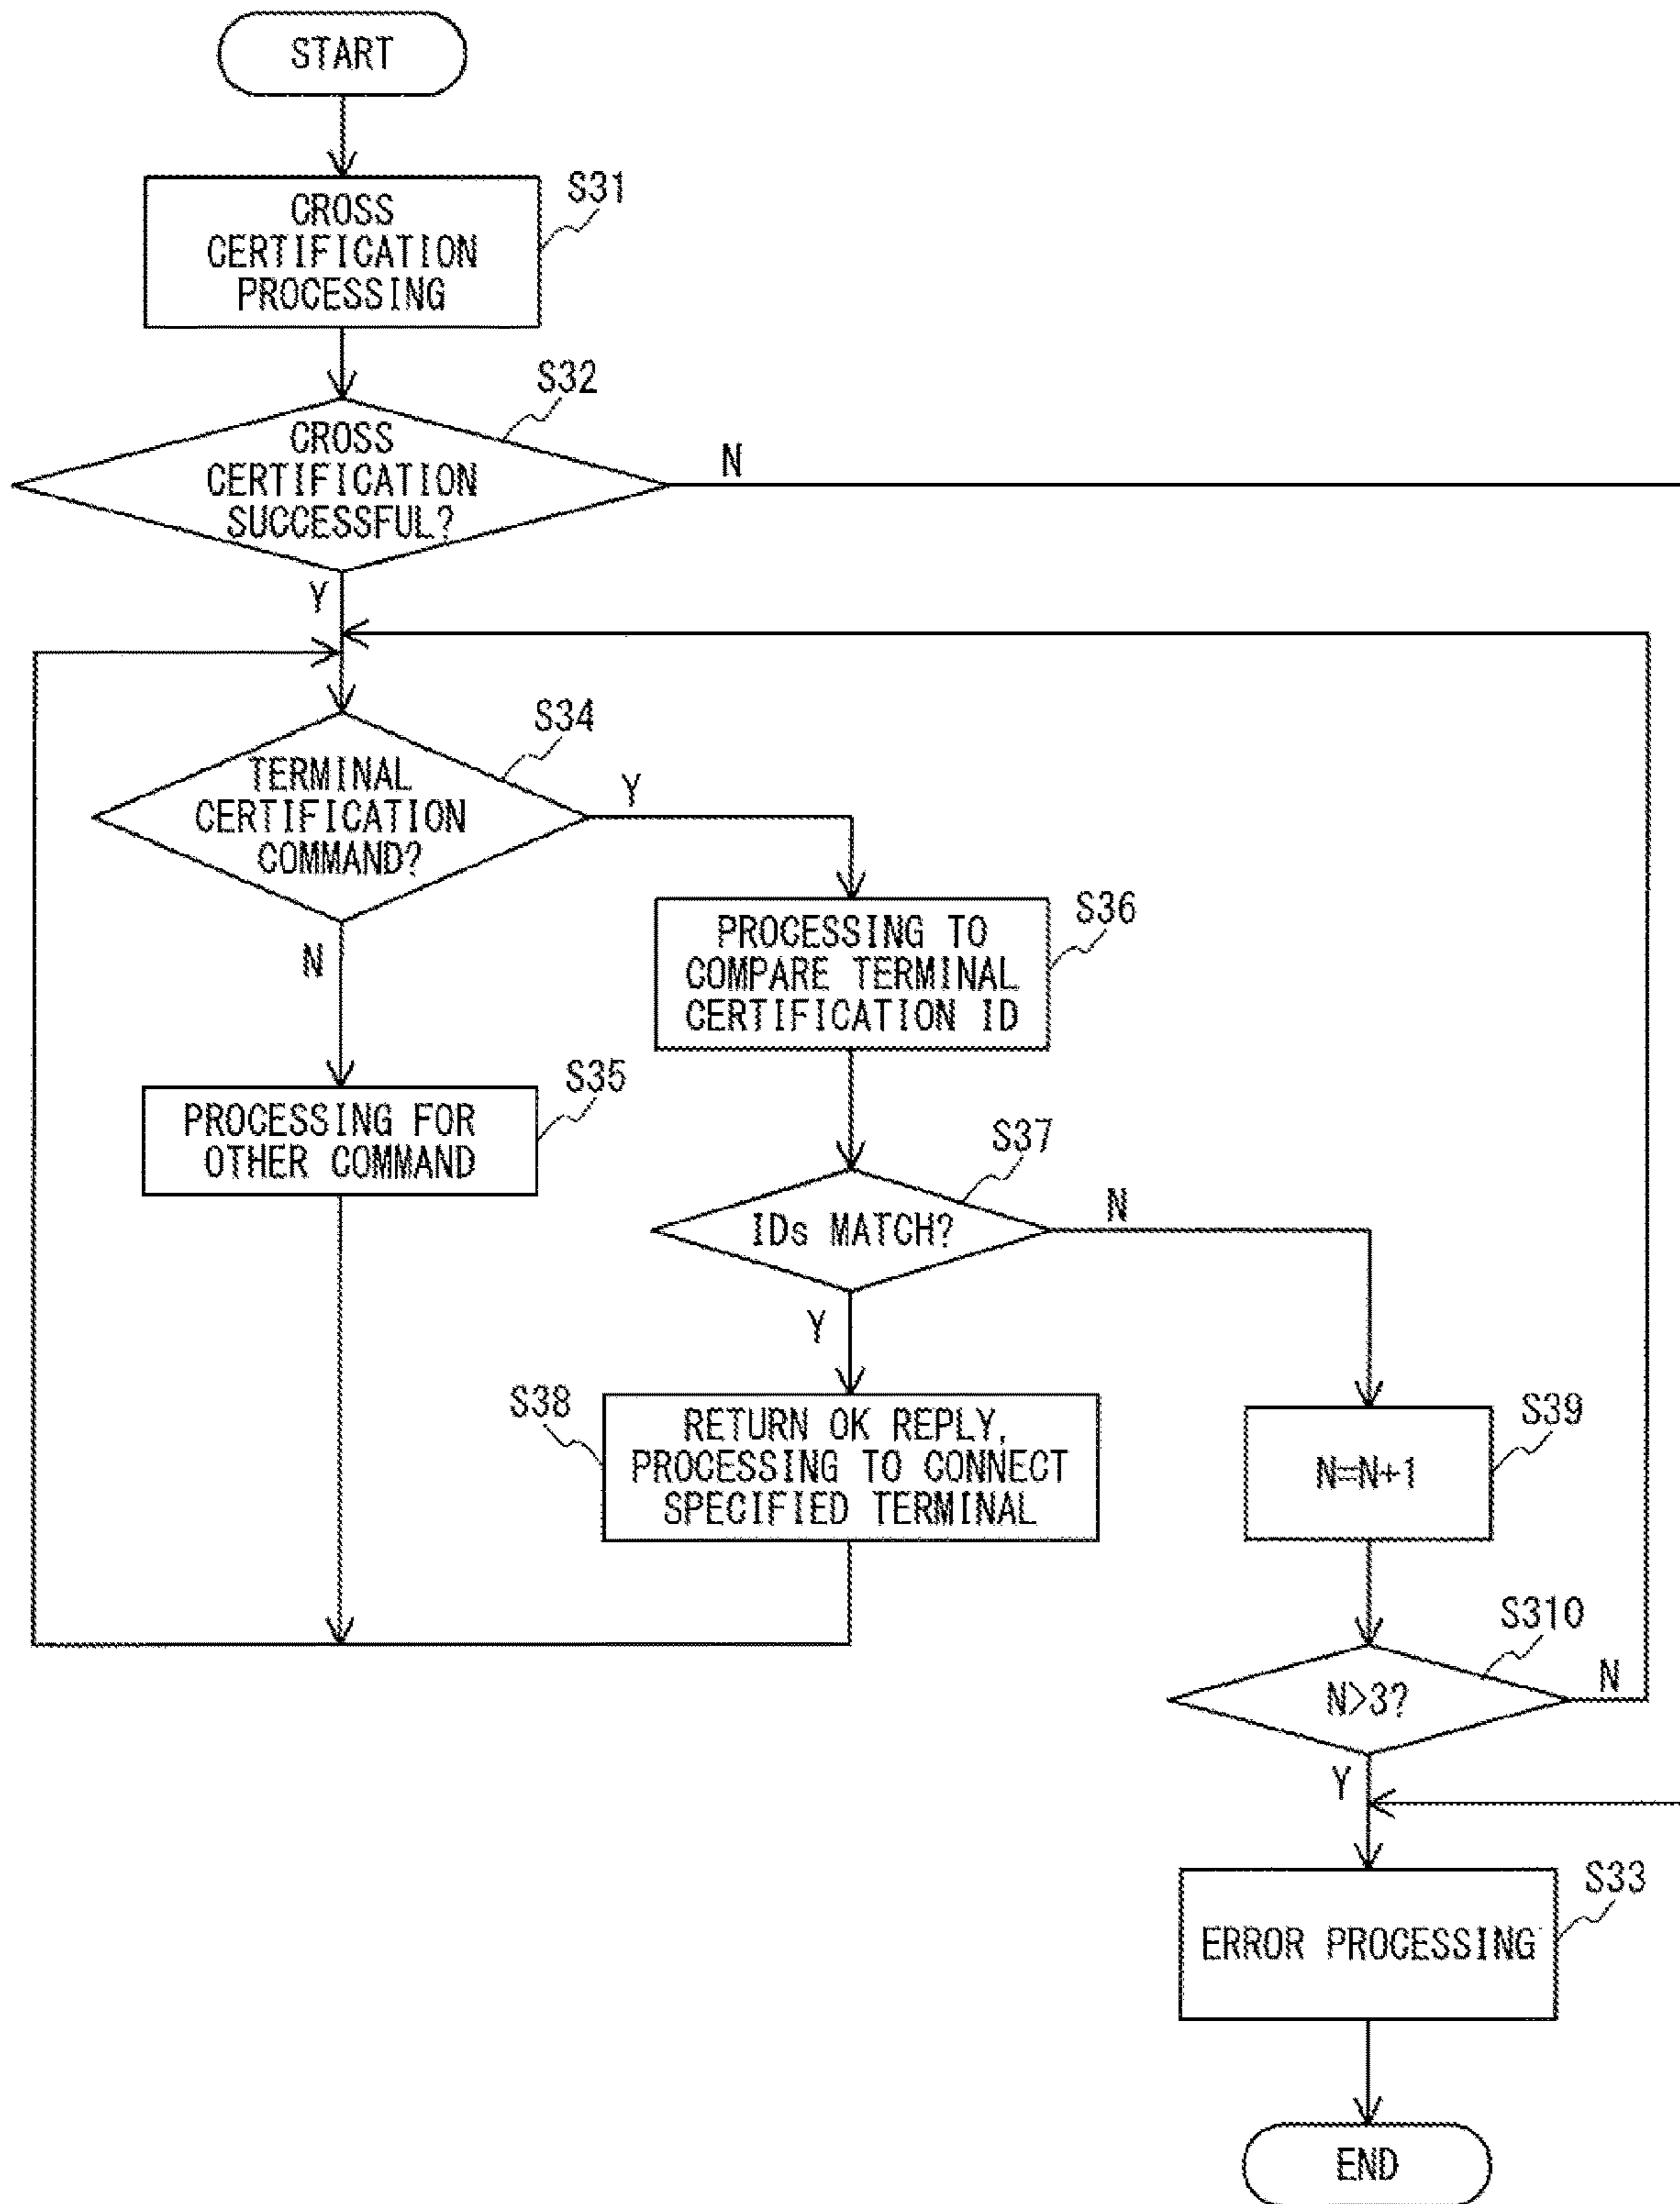 START
S31
CROSS
CERTIFICATION
PROCESSING
S32
CROSS
CERTIFICATION
SUCCESSFUL?
N
Y
S34
TERMINAL
CERTIFICATION
COMMAND?
Y
N
S36
PROCESSING TO
COMPARE TERMINAL
CERTIFICATION ID
S35
PROCESSING FOR
OTHER COMMAND
S37
IDs MATCH?
N
Y
S38
RETURN OK REPLY,
PROCESSING TO CONNECT
SPECIFIED TERMINAL
S39
N=N+1
S310
N>3?
N
Y
S33
ERROR PROCESSING
END